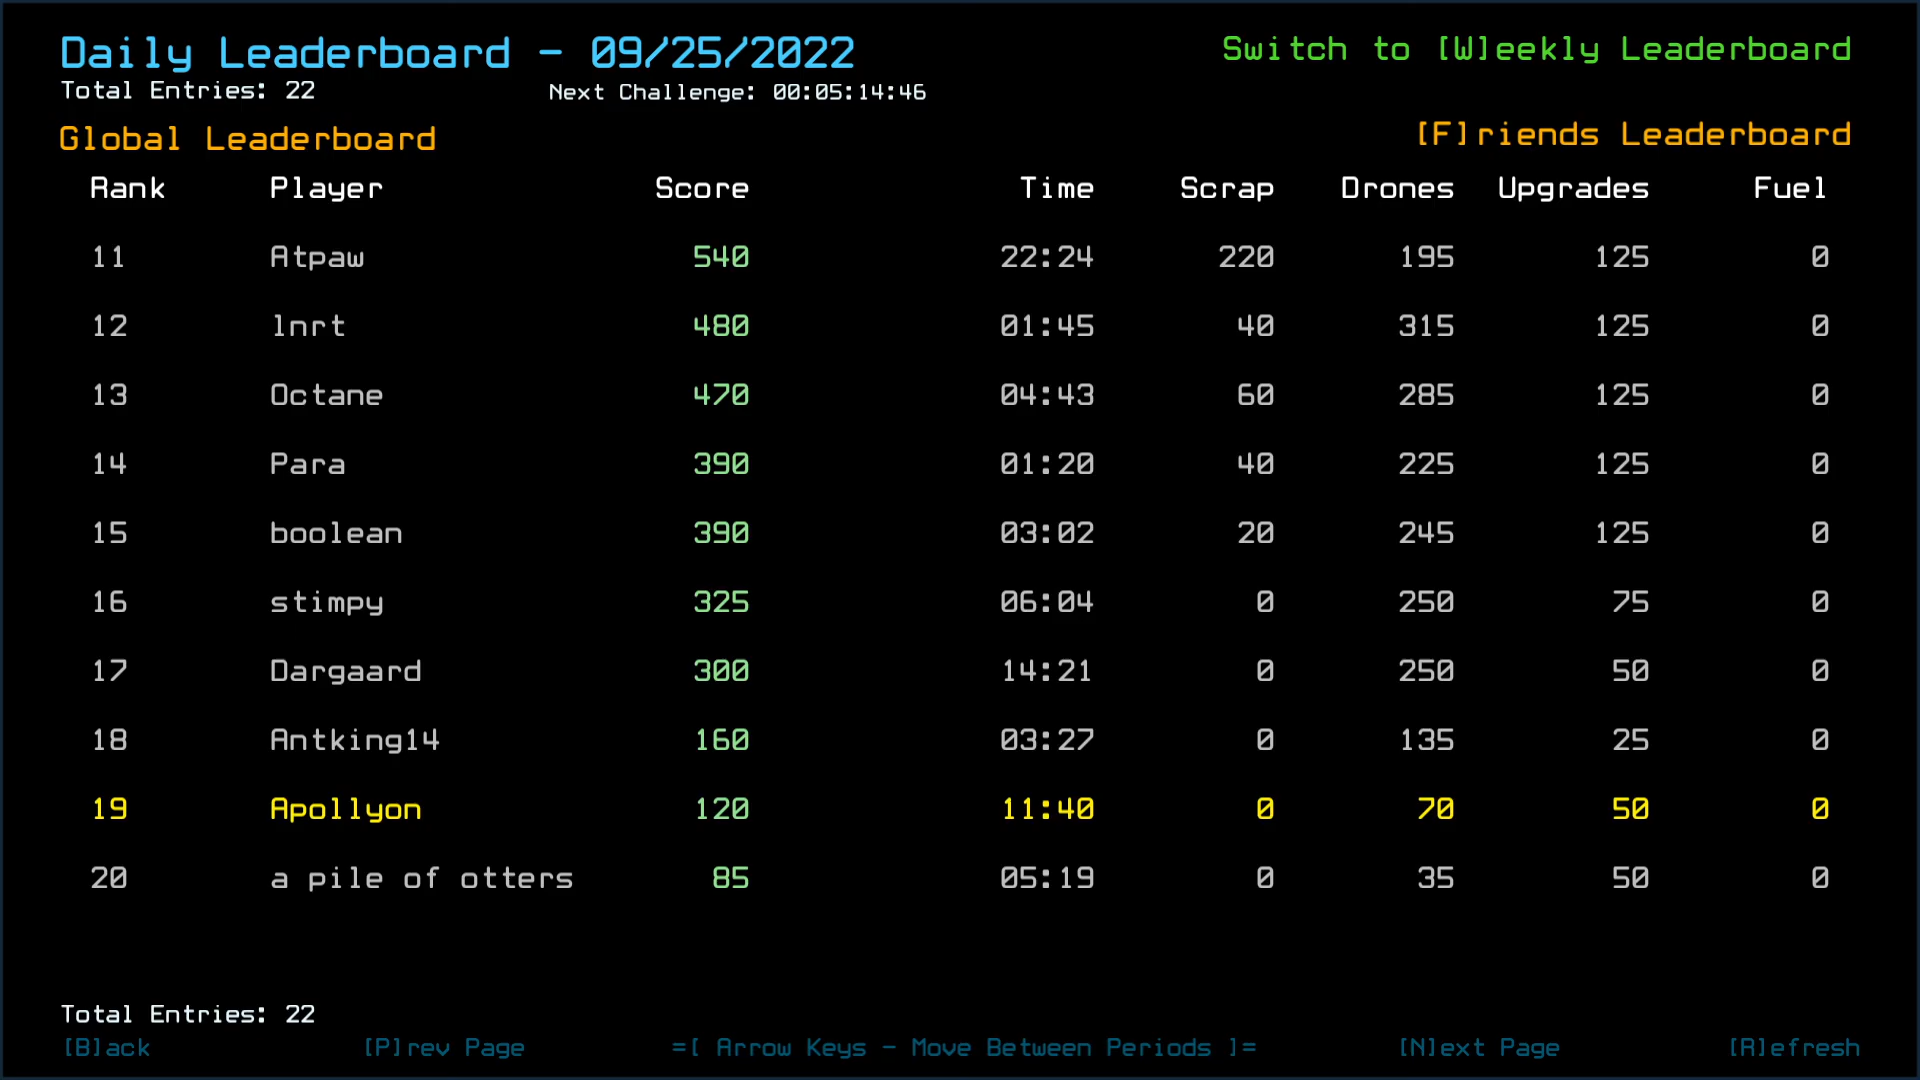 Daily Leaderboard - 09/25/2022 Switch to [W]eekly Leaderboard
Total Entries: 22 Next Challenge: 00:05:14:46
Global Leaderboard [F]riends Leaderboard
Rank Player Score Time Scrap Drones Upgrades Fuel
11 Atpaw 540 22:24 220 195 125 0
12 lnrt 480 01:45 40 315 125 0
13 Octane 470 04:43 60 285 125 0
14 Para 390 01:20 40 225 125 0
15 boolean 390 03:02 20 245 125 0
16 stimpy 325 06:04 0 250 75 0
17 Dargaard 300 14:21 0 250 50 0
18 Antking14 160 03:27 0 135 25 0
19 Apollyon 120 11:40 0 70 50 0
20 a pile of otters 85 05:19 0 35 50 0
Total Entries: 22
[B]ack [P]rev Page =[ Arrow Keys - Move Between Periods ]= [N]ext Page [R]efresh